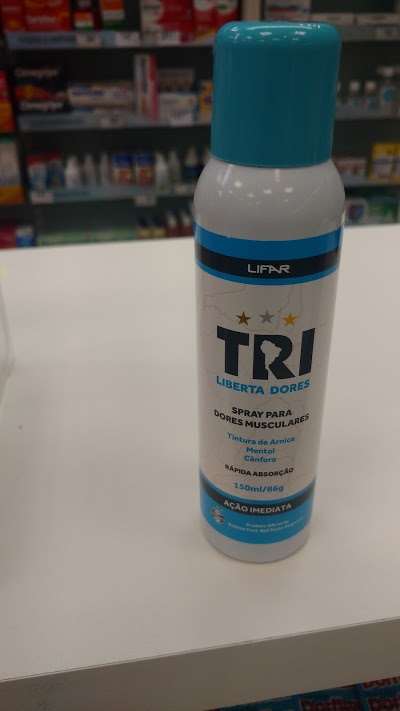 LIFAR
TRI
LIBERTA DORES
SPRAY PARA
DORES MUSCULARES
Tintura de Arnica
Mentol
Cânfora
RÁPIDA ABSORÇÃO
150ml/86g
AÇÃO IMEDIATA